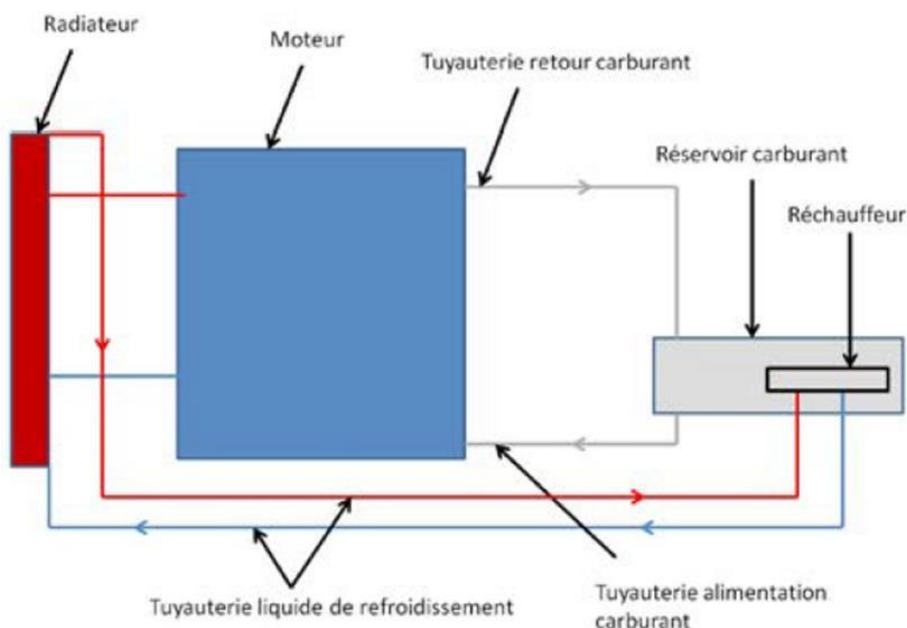 Radiateur
Moteur
Tuyauterie retour carburant
Réservoir carburant
Réchauffeur
Tuyauterie liquide de refroidissement
Tuyauterie alimentation
carburant